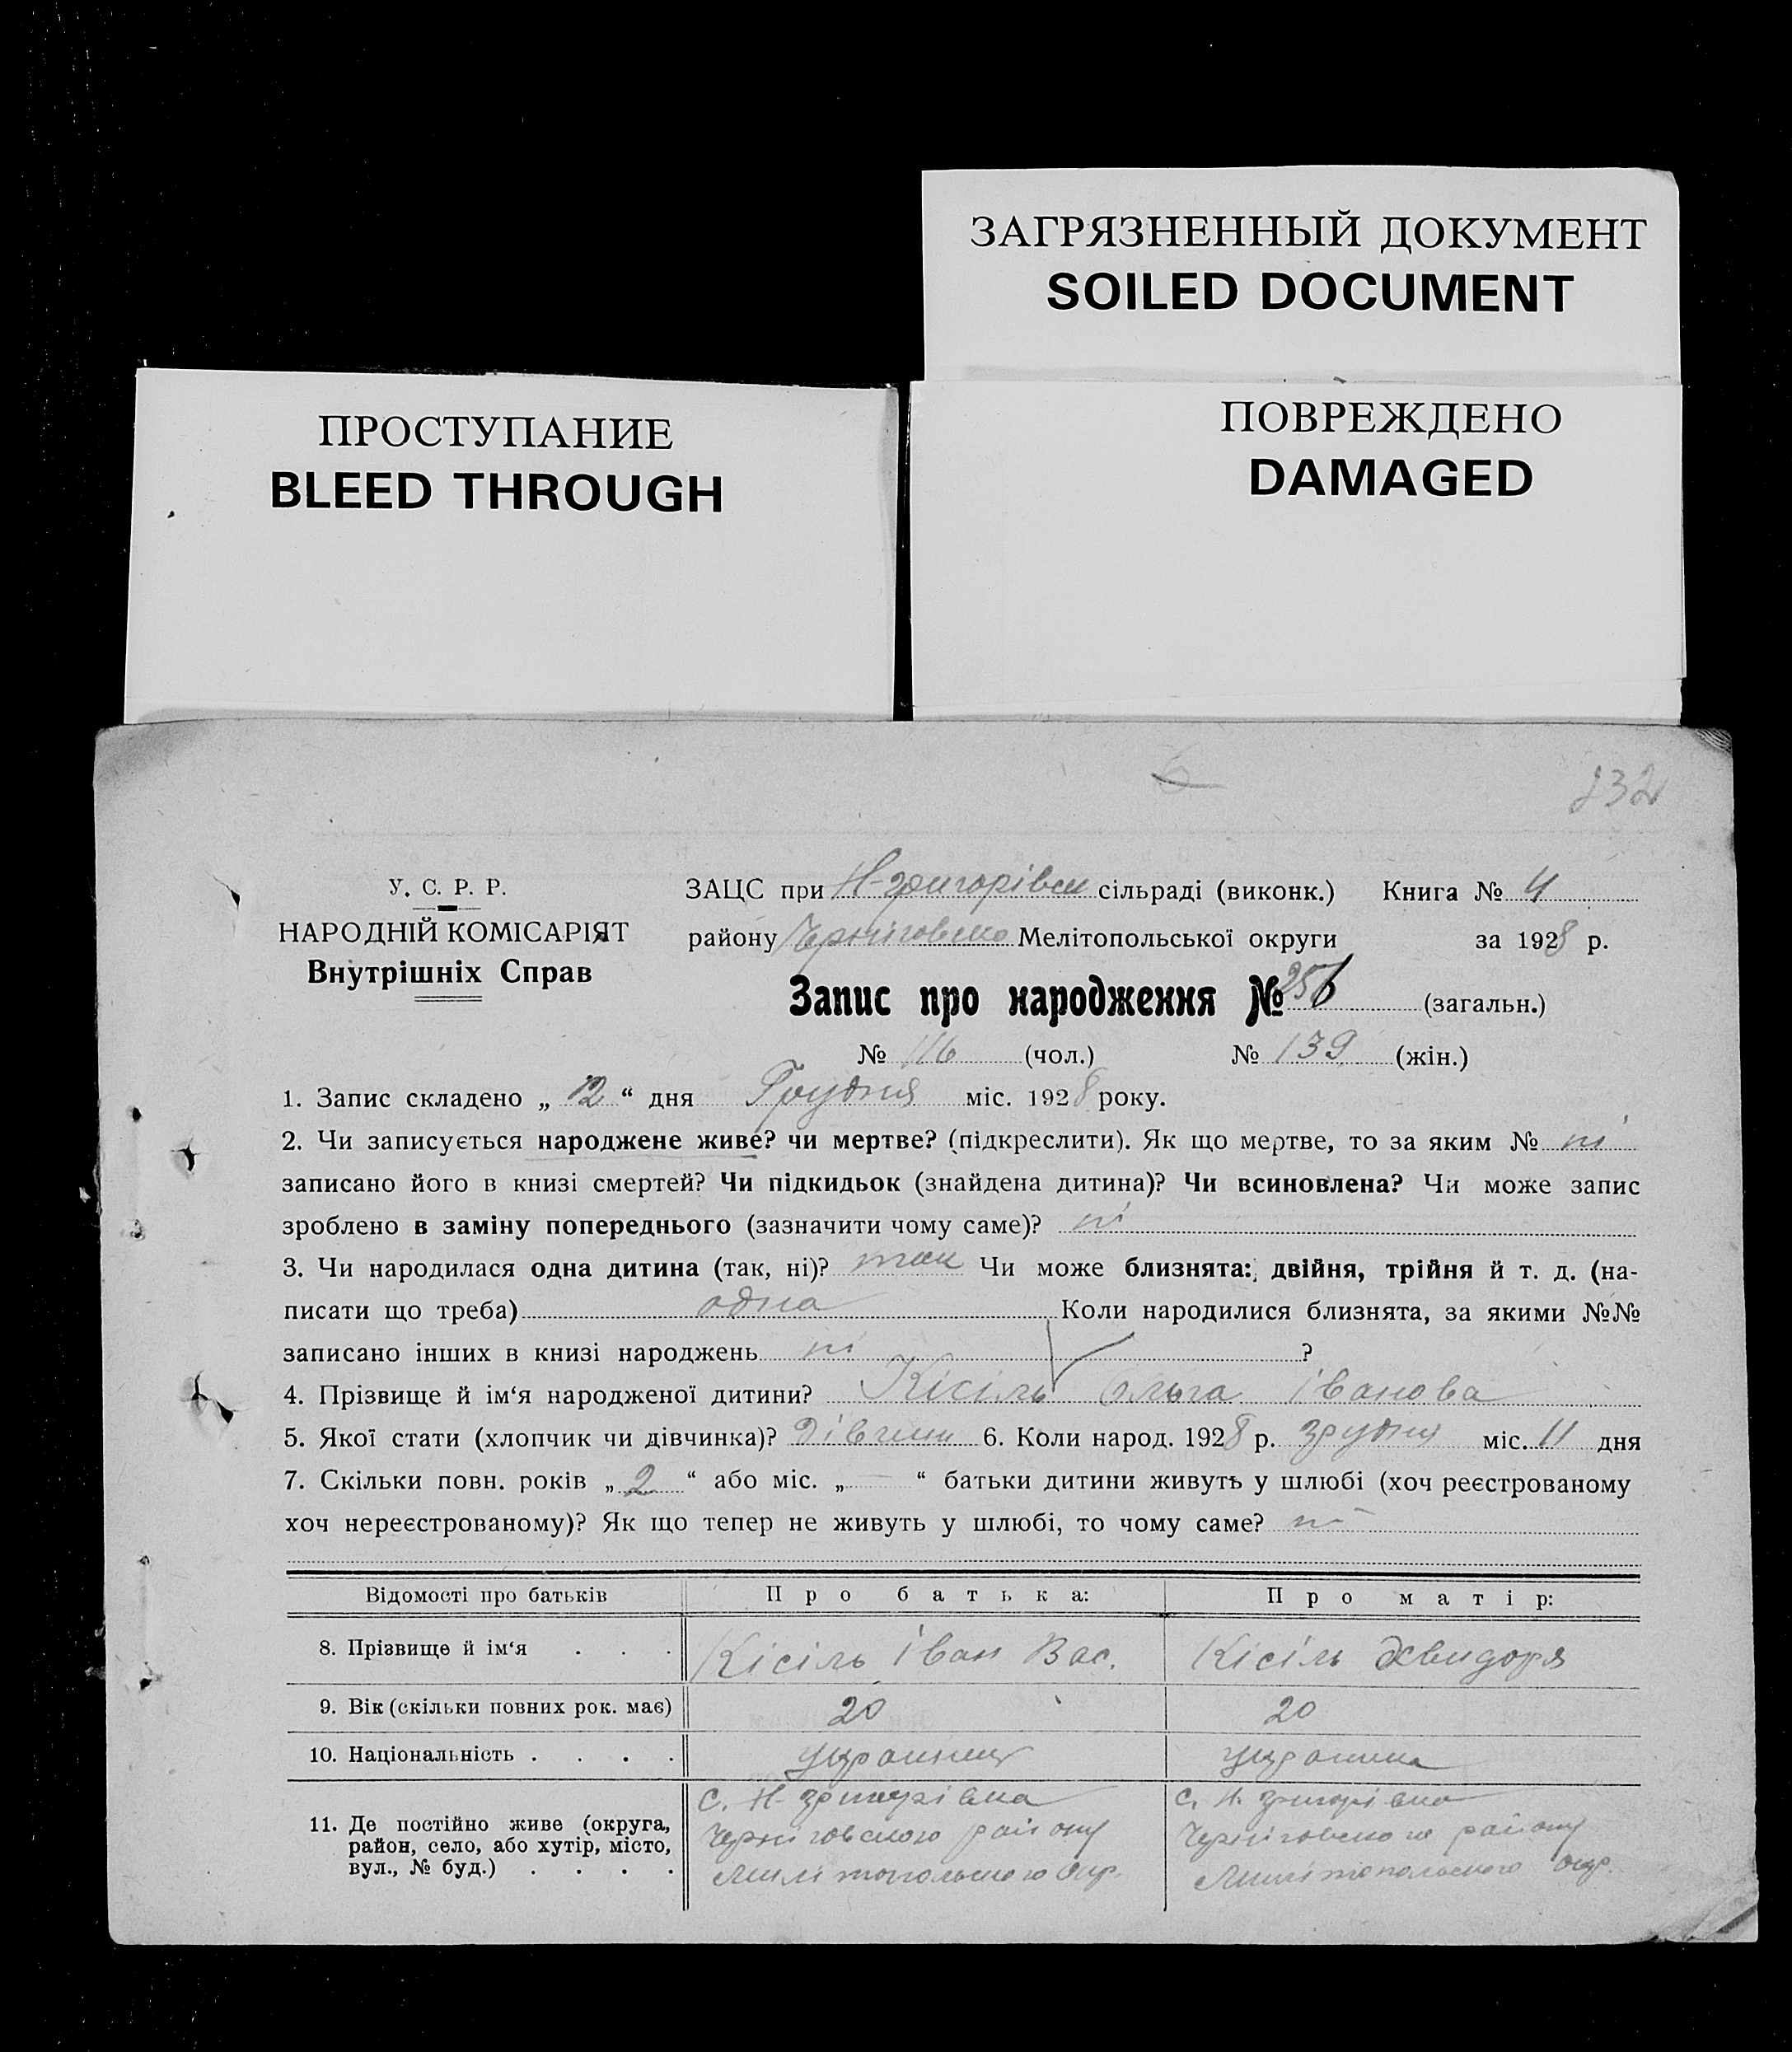 ЗАГРЯЗНЕННЫЙ ДОКУМЕНТ
SOILED DOCUMENT
ПРОСТУПАНИЕ
BLEED THROUGH
ПОВРЕЖДЕНО
DAMAGED
6
232
У. С. Р. Р.
НАРОДНІЙ КОМІСАРІЯТ
Внутрішніх Справ
ЗАЦС при Н-Григорівск сільраді (виконк.) Книга № 4
району Черніговско Мелітопольської округи за 1928 р.
Запис про народження № (загальн.)
№ 116 (чол.) № 139 (жін.)
1. Запис складено „ 12 “ дня Грудня міс. 1928 року.
2. Чи записується народжене живе? чи мертве? (підкреслити). Як що мертве, то за яким № ні
записано його в книзі смертей? Чи підкидьок (знайдена дитина)? Чи всиновлена? Чи може запис
зроблено в заміну попереднього (зазначити чому саме)? ні
3. Чи народилася одна дитина (так, ні)? так Чи може близнята: двійня, трійня й т. д. (на-
писати що треба) одна Коли народилися близнята, за якими №№
записано інших в книзі народжень ні ?
4. Прізвище й ім‘я народженої дитини? Кісіль Ольга Іванова
5. Якої стати (хлопчик чи дівчинка)? Дівчин 6. Коли народ. 1928 р. грудня міс. 11 дня
7. Скільки повн. років „ 2 “ або міс. „ — “ батьки дитини живуть у шлюбі (хоч реєстрованому
хоч нереєстрованому)? Як що тепер не живуть у шлюбі, то чому саме? ні
Відомості про батьків Про батька: Про матір:
8. Прізвище й ім‘я . . . Кісіль Іван Вас. Кісіль
9. Вік (скільки повних рок. має) 20 20
10. Національність . . . . українец украинка
11. Де постійно живе (округа, район, село, або хутір, місто, вул., № буд.) . . . .
с. Н-Григорівка
Черніговского району
Милітопольского окр.
с. Н. Григорівка
Черніговского району
Милітопольского окр.